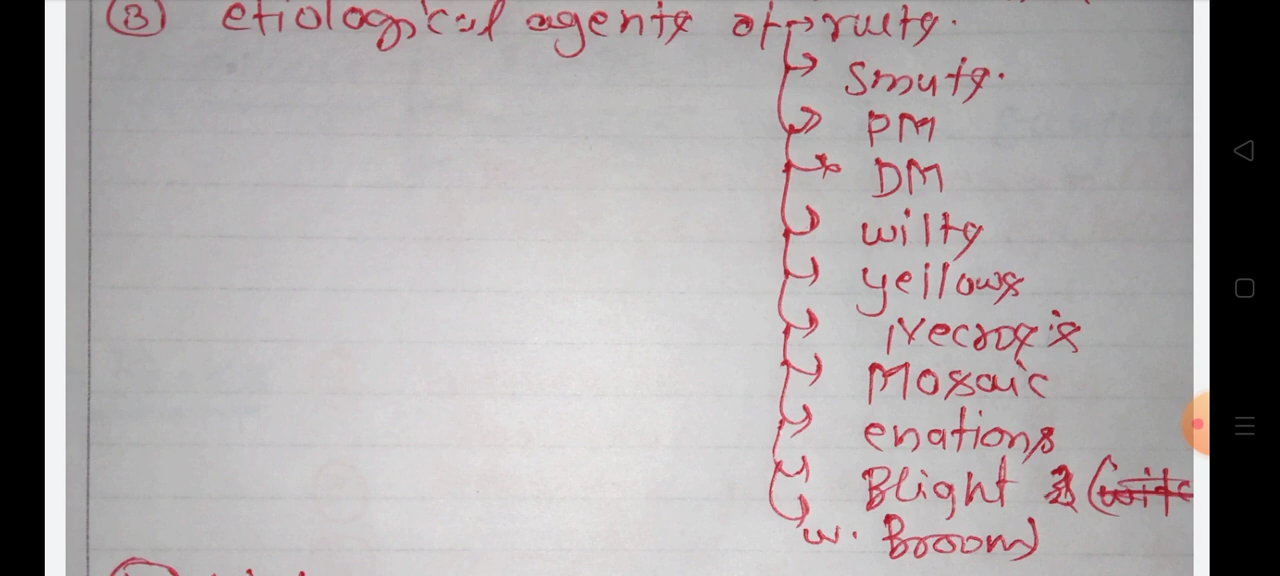 ③ etiological agents of → rusts.
→ Smuts.
→ PM
→ DM
→ wilts
→ yellows
→ Necrosis
→ Mosaic
→ enations
→ Blight & (
→ w. Broom)